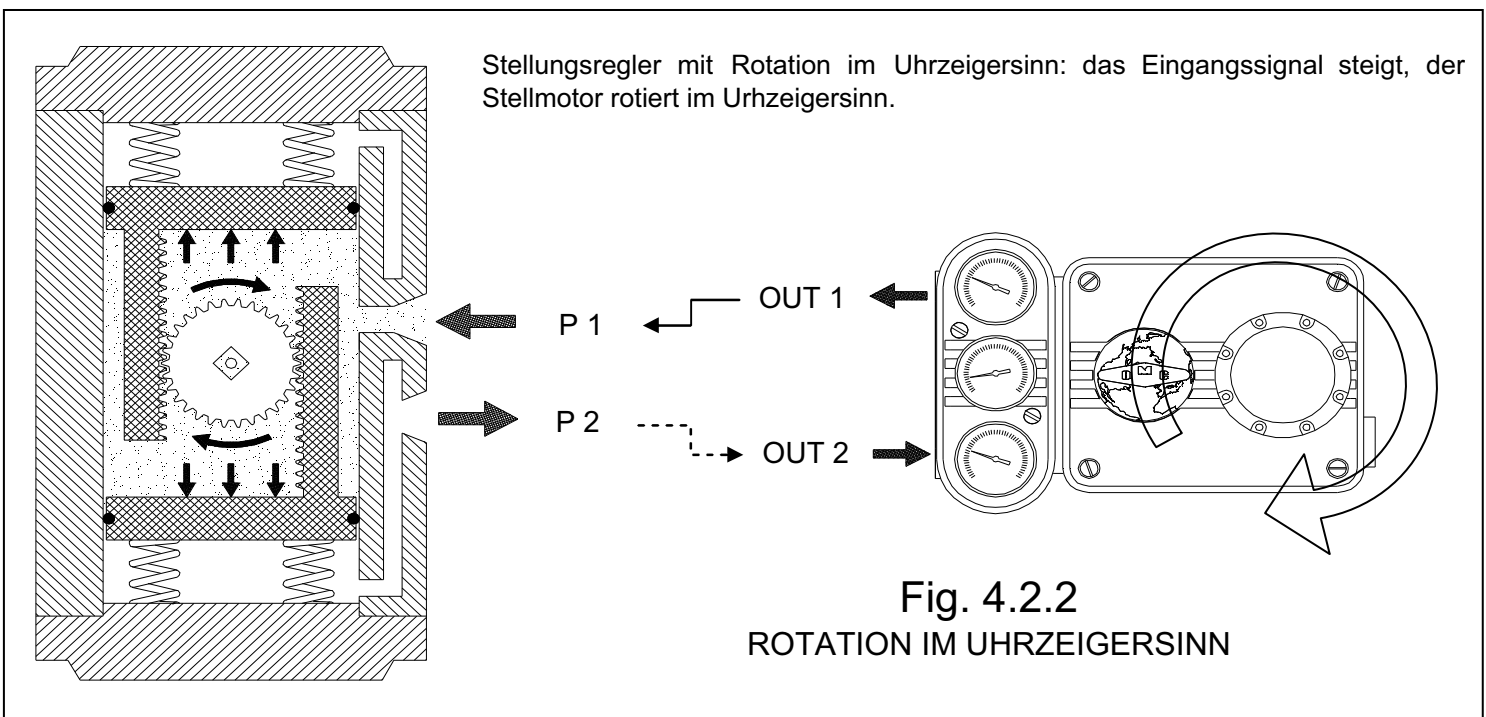 Stellungsregler mit Rotation im Uhrzeigersinn: das Eingangssignal steigt, der
Stellmotor rotiert im Urhzeigersinn.
OUT 1
P 1
P 2
OUT 2
Fig. 4.2.2
ROTATION IM UHRZEIGERSINN